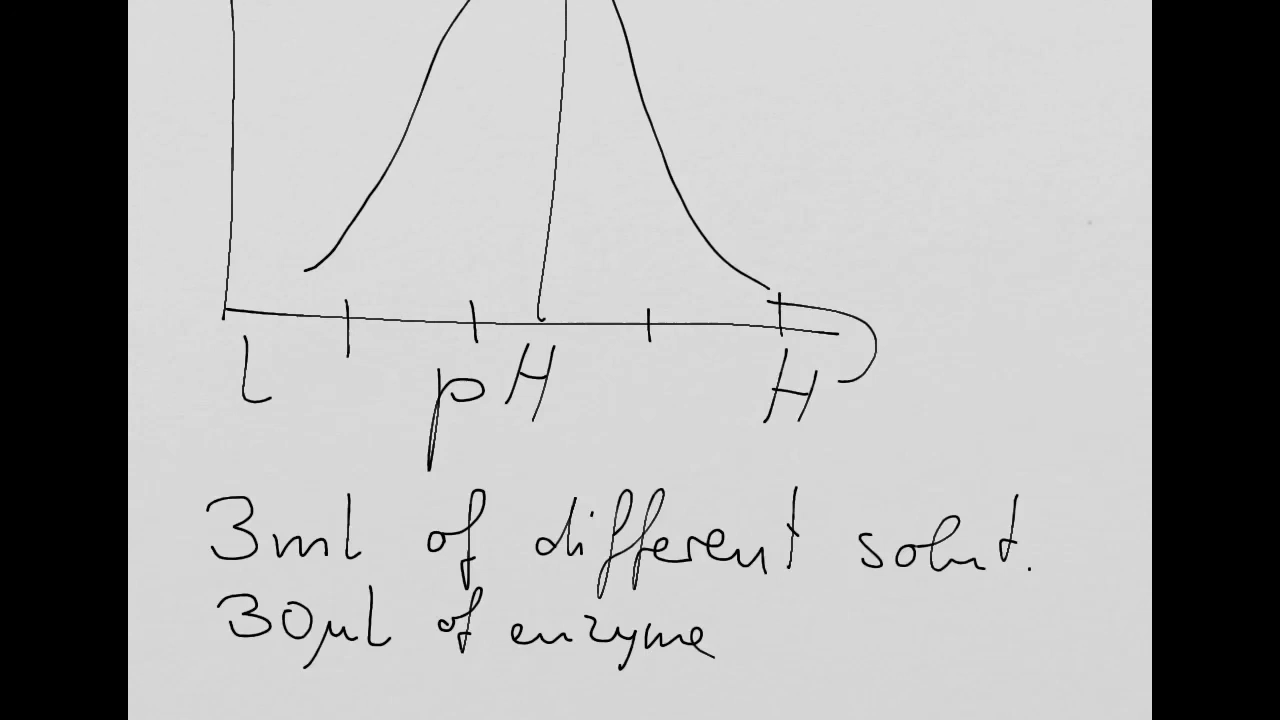 L pH H
3ml of different solut.
30μL of enzyme